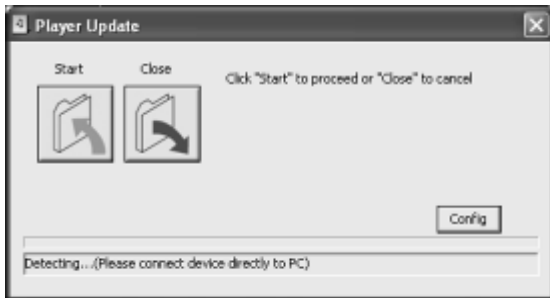 Player Update
Start Close
Click "Start" to proceed or "Close" to cancel
Config
Detecting...(Please connect device directly to PC)